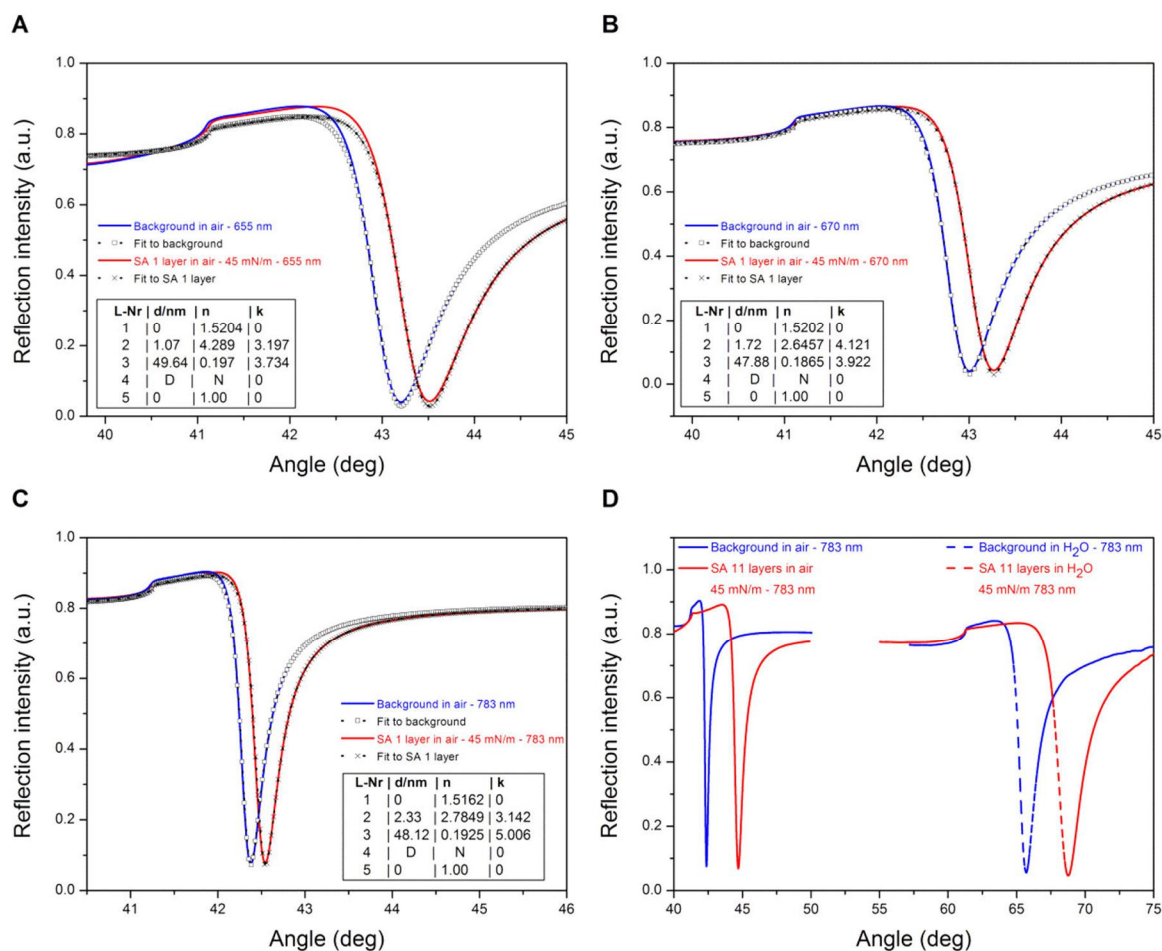 A
1.0
0.8
0.6
0.4
0.2
0.0
Reflection intensity (a.u.)
Background in air - 655 nm
Fit to background
SA 1 layer in air - 45 mN/m - 655 nm
Fit to SA 1 layer
L-Nr | d/nm | n | k
1 | 0 | 1.5204 | 0
2 | 1.07 | 4.289 | 3.197
3 | 49.64 | 0.197 | 3.734
4 | D | N | 0
5 | 0 | 1.00 | 0
40 41 42 43 44 45
Angle (deg)
B
1.0
0.8
0.6
0.4
0.2
0.0
Reflection intensity (a.u.)
Background in air - 670 nm
Fit to background
SA 1 layer in air - 45 mN/m - 670 nm
Fit to SA 1 layer
L-Nr | d/nm | n | k
1 | 0 | 1.5202 | 0
2 | 1.72 | 2.6457 | 4.121
3 | 47.88 | 0.1865 | 3.922
4 | D | N | 0
5 | 0 | 1.00 | 0
40 41 42 43 44 45
Angle (deg)
C
1.0
0.8
0.6
0.4
0.2
0.0
Reflection intensity (a.u.)
Background in air - 783 nm
Fit to background
SA 1 layer in air - 45 mN/m - 783 nm
Fit to SA 1 layer
L-Nr | d/nm | n | k
1 | 0 | 1.5162 | 0
2 | 2.33 | 2.7849 | 3.142
3 | 48.12 | 0.1925 | 5.006
4 | D | N | 0
5 | 0 | 1.00 | 0
41 42 43 44 45 46
Angle (deg)
D
1.0
0.8
0.6
0.4
0.2
0.0
Reflection intensity (a.u.)
Background in air - 783 nm
SA 11 layers in air
45 mN/m - 783 nm
Background in H₂O - 783 nm
SA 11 layers in H₂O
45 mN/m 783 nm
40 45 50 55 60 65 70 75
Angle (deg)